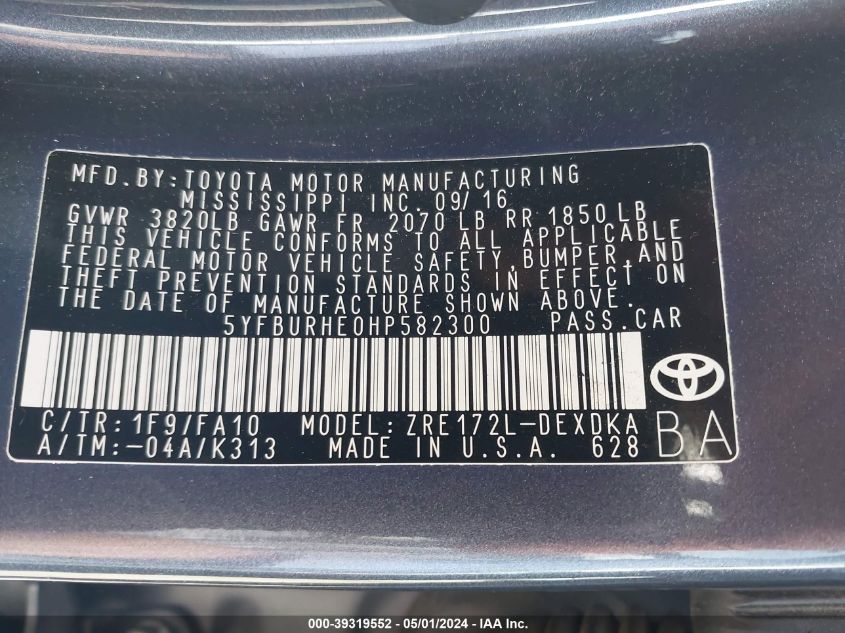 MFD.BY:TOYOTA MOTOR MANUFACTURING
MISSISSIPPI INC. 09/16
GVWR 3820LB GAWR FR 2070 LB RR 1850 LB
THIS VEHICLE CONFORMS TO ALL APPLICABLE
FEDERAL MOTOR VEHICLE SAFETY,BUMPER,AND
THEFT PREVENTION STANDARDS IN EFFECT ON
THE DATE OF MANUFACTURE SHOWN ABOVE.
5YFBURHE0HP582300 PASS.CAR
C/TR:1F9/FA10 MODEL:ZRE172L-DEXDKA
A/TM:-04A/K313 MADE IN U.S.A. 628
BA
000-39319552 - 05/01/2024 - IAA Inc.